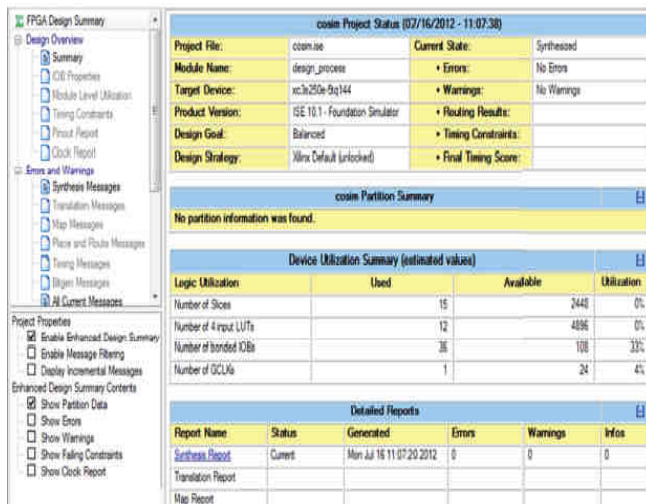 FPGA Design Summary
Design Overview
Summary
IOB Properties
Module Level Utilization
Timing Constraints
Pinout Report
Clock Report
Errors and Warnings
Synthesis Messages
Translation Messages
Map Messages
Place and Route Messages
Timing Messages
Bitgen Messages
All Current Messages
Project Properties
Enable Enhanced Design Summary
Enable Message Filtering
Display Incremental Messages
Enhanced Design Summary Contents
Show Partition Data
Show Errors
Show Warnings
Show Failing Constraints
Show Clock Report
cosim Project Status (07/16/2012 - 11:07:38)
Project File: cosim.ise Current State: Synthesized
Module Name: design_process • Errors: No Errors
Target Device: xc3s250e-5tq144 • Warnings: No Warnings
Product Version: ISE 10.1 - Foundation Simulator • Routing Results:
Design Goal: Balanced • Timing Constraints:
Design Strategy: Xilinx Default (unlocked) • Final Timing Score:
cosim Partition Summary [-]
No partition information was found.
Device Utilization Summary (estimated values) [-]
Logic Utilization Used Available Utilization
Number of Slices 15 2448 0%
Number of 4 input LUTs 12 4896 0%
Number of bonded IOBs 36 108 33%
Number of GCLKs 1 24 4%
Detailed Reports [-]
Report Name Status Generated Errors Warnings Infos
Synthesis Report Current Mon Jul 16 11:07:20 2012 0 0 0
Translation Report
Map Report